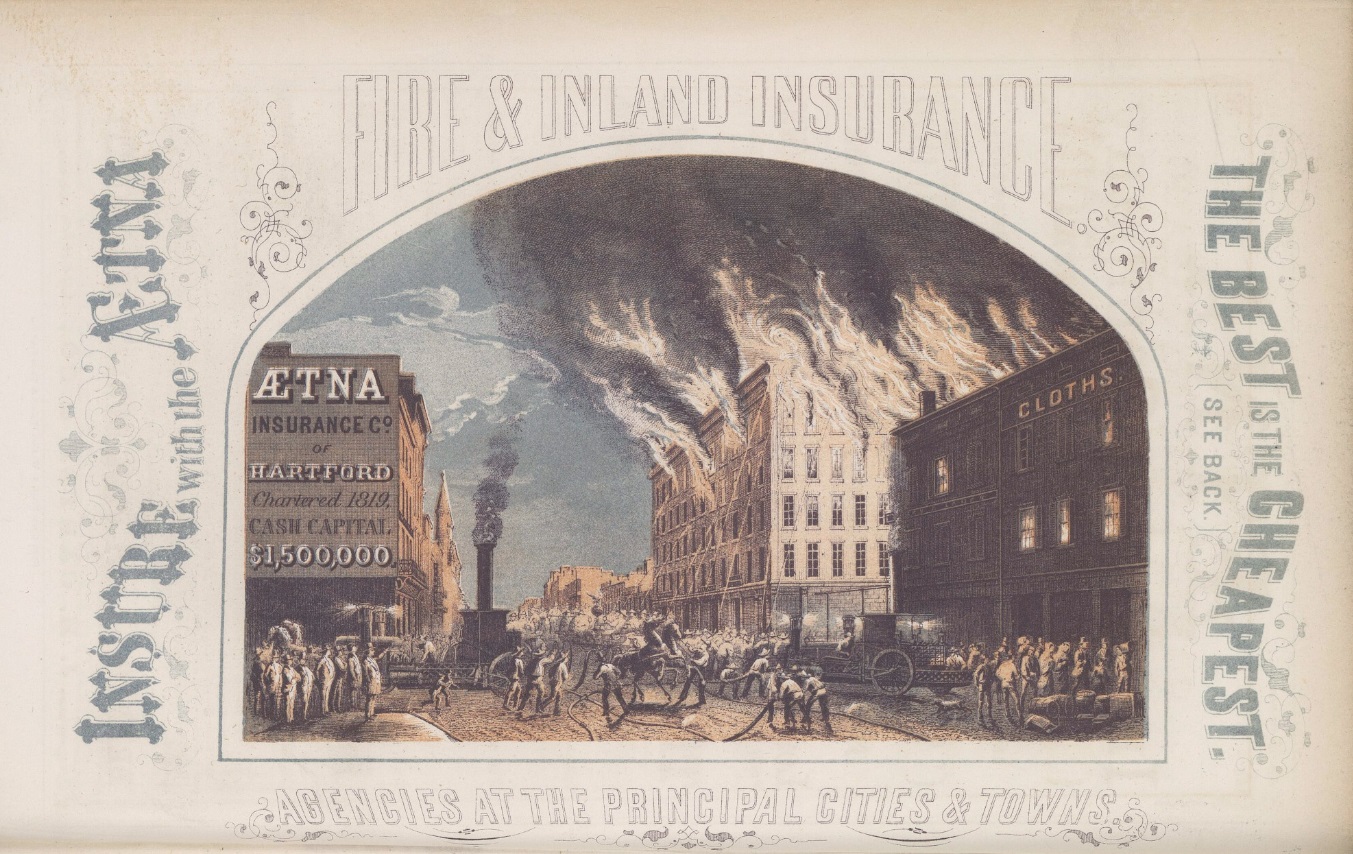 FIRE & INLAND INSURANCE.
INSURE with the ÆTNA
ÆTNA
INSURANCE Cº
OF
HARTFORD
Chartered 1819,
CASH CAPITAL,
$1,500,000.
CLOTHS.
THE BEST IS THE CHEAPEST.
(SEE BACK.)
AGENCIES AT THE PRINCIPAL CITIES & TOWNS.